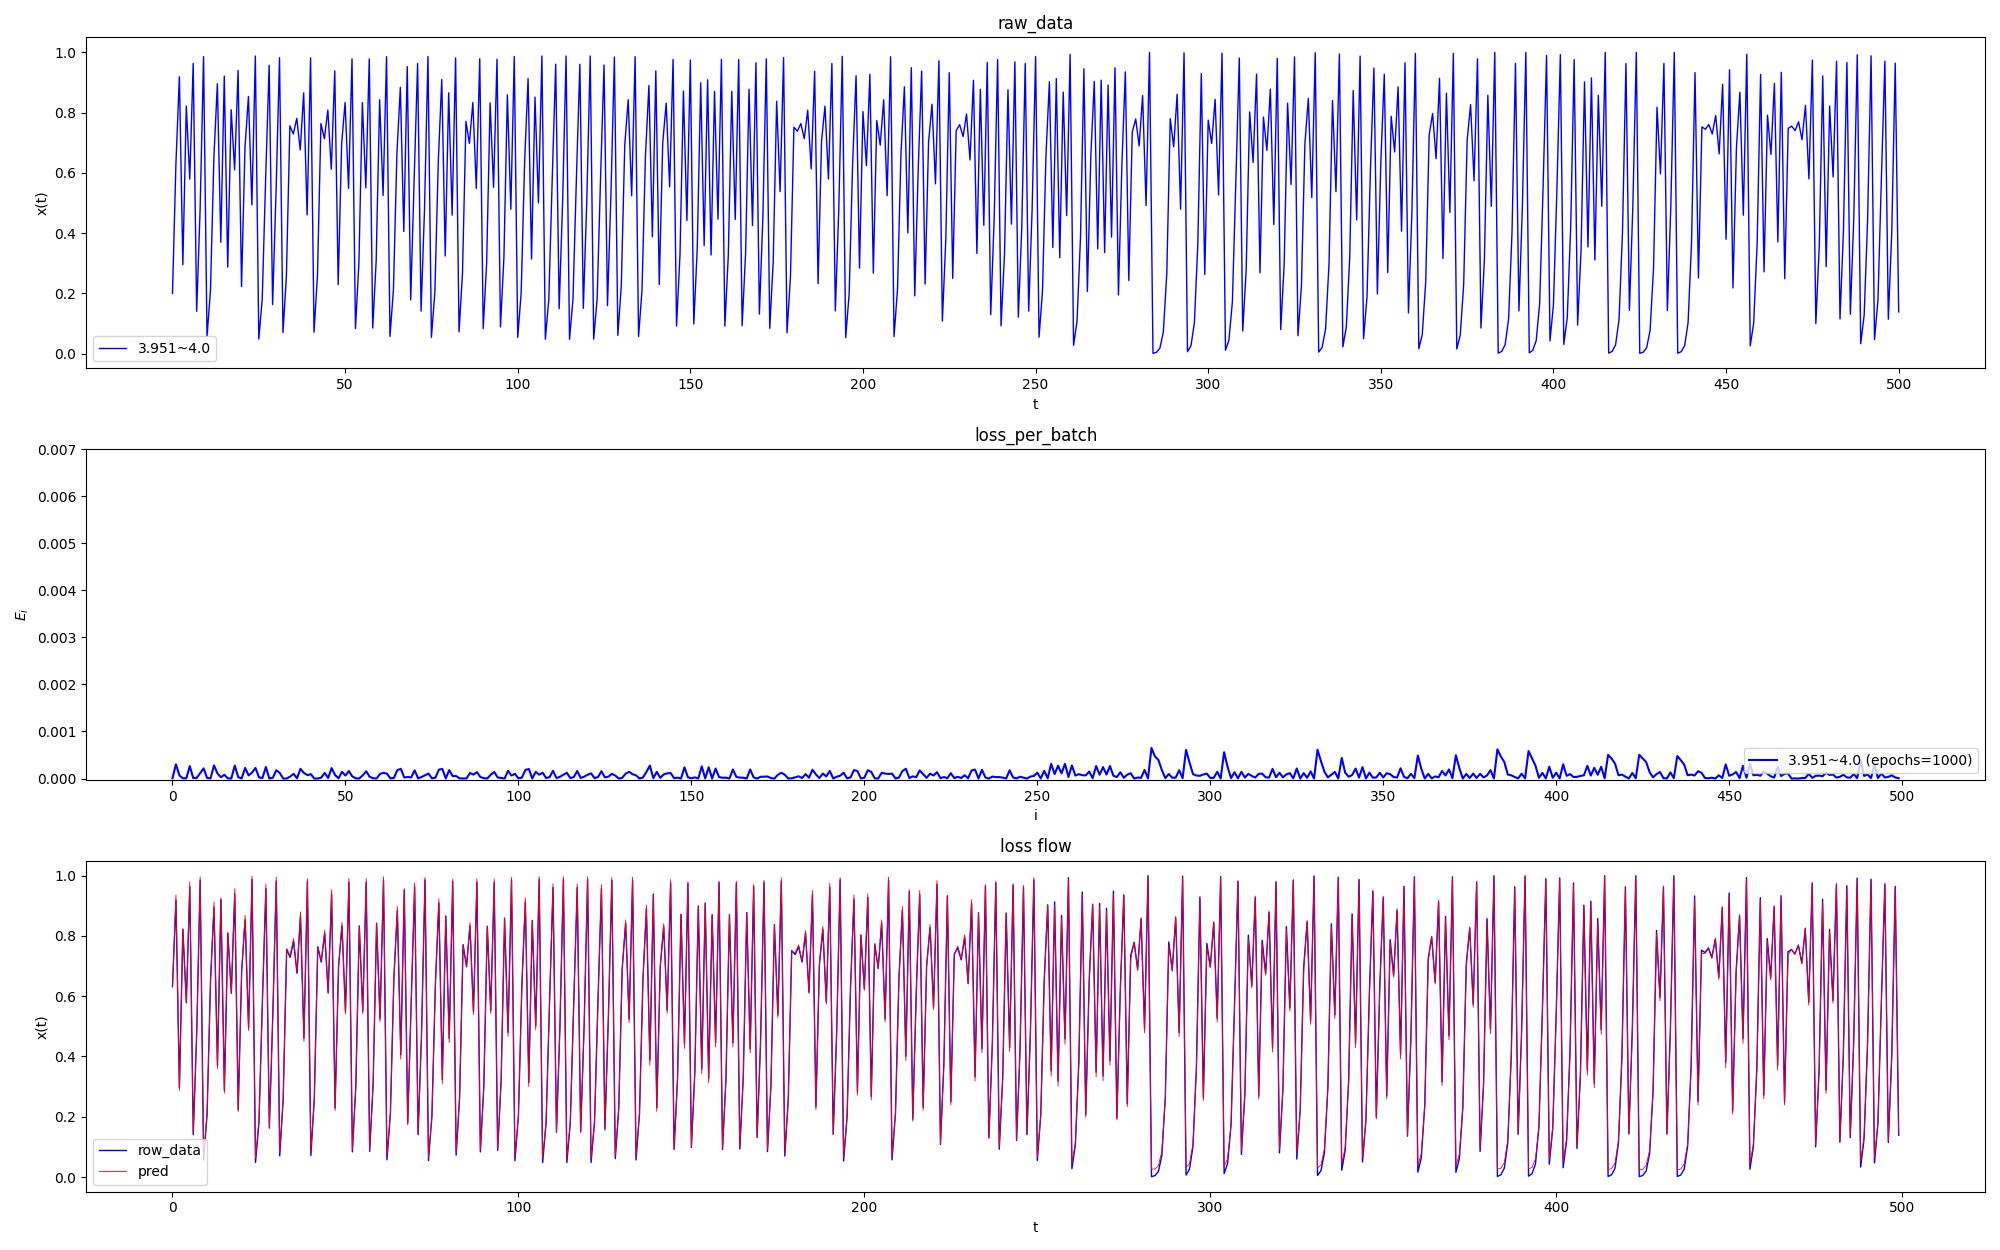 raw_data
1.0
0.8
0.6
0.4
0.2
0.0
x(t)
3.951~4.0
50 100 150 200 250 300 350 400 450 500
t
loss_per_batch
0.007
0.006
0.005
0.004
0.003
0.002
0.001
0.000
E_i
3.951~4.0 (epochs=1000)
0 50 100 150 200 250 300 350 400 450 500
i
loss flow
1.0
0.8
0.6
0.4
0.2
0.0
x(t)
row_data
pred
0 100 200 300 400 500
t